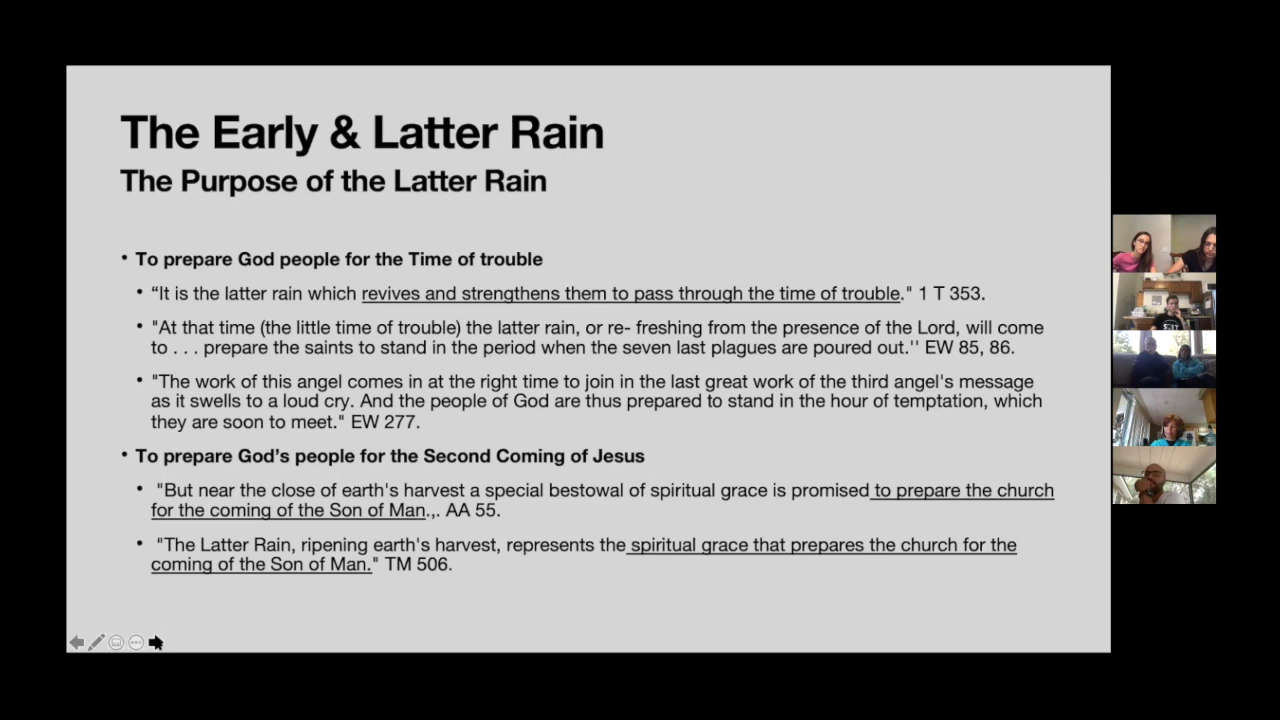 The Early & Latter Rain
The Purpose of the Latter Rain
• To prepare God people for the Time of trouble
• “It is the latter rain which revives and strengthens them to pass through the time of trouble." 1 T 353.
• "At that time (the little time of trouble) the latter rain, or re- freshing from the presence of the Lord, will come
to . . . prepare the saints to stand in the period when the seven last plagues are poured out.'' EW 85, 86.
• "The work of this angel comes in at the right time to join in the last great work of the third angel's message
as it swells to a loud cry. And the people of God are thus prepared to stand in the hour of temptation, which
they are soon to meet." EW 277.
• To prepare God’s people for the Second Coming of Jesus
• "But near the close of earth's harvest a special bestowal of spiritual grace is promised to prepare the church
for the coming of the Son of Man.,. AA 55.
• "The Latter Rain, ripening earth's harvest, represents the spiritual grace that prepares the church for the
coming of the Son of Man." TM 506.